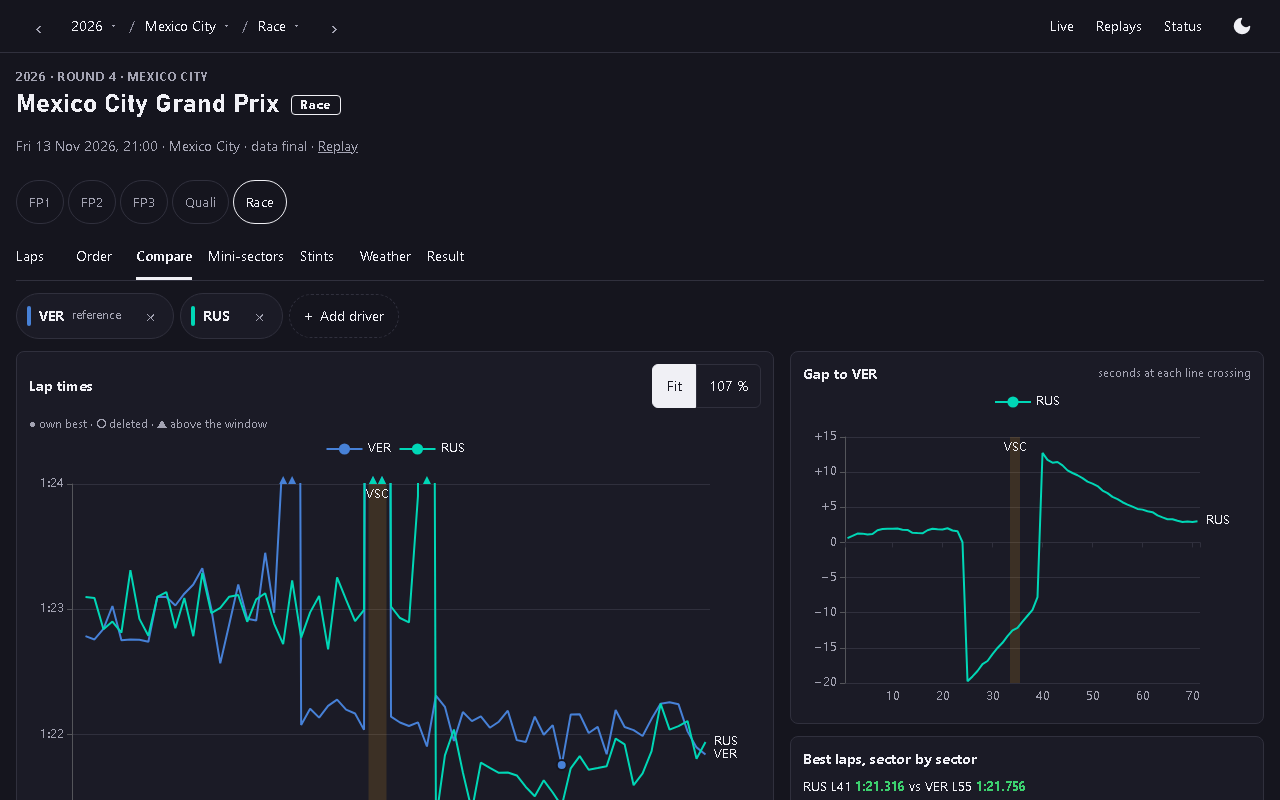 ‹ 2026 / Mexico City / Race ›
Live Replays Status
2026 · ROUND 4 · MEXICO CITY
Mexico City Grand Prix Race
Fri 13 Nov 2026, 21:00 · Mexico City · data final · Replay
FP1 FP2 FP3 Quali Race
Laps Order Compare Mini-sectors Stints Weather Result
VER reference × RUS × + Add driver
Lap times
Fit 107 %
● own best · O deleted · ▲ above the window
VER RUS
1:24
VSC
1:23
1:22
RUS
VER
Gap to VER
seconds at each line crossing
RUS
+15
VSC
+10
+5
RUS
0
−5
−10
−15
−20
10 20 30 40 50 60 70
Best laps, sector by sector
RUS L41 1:21.316 vs VER L55 1:21.756